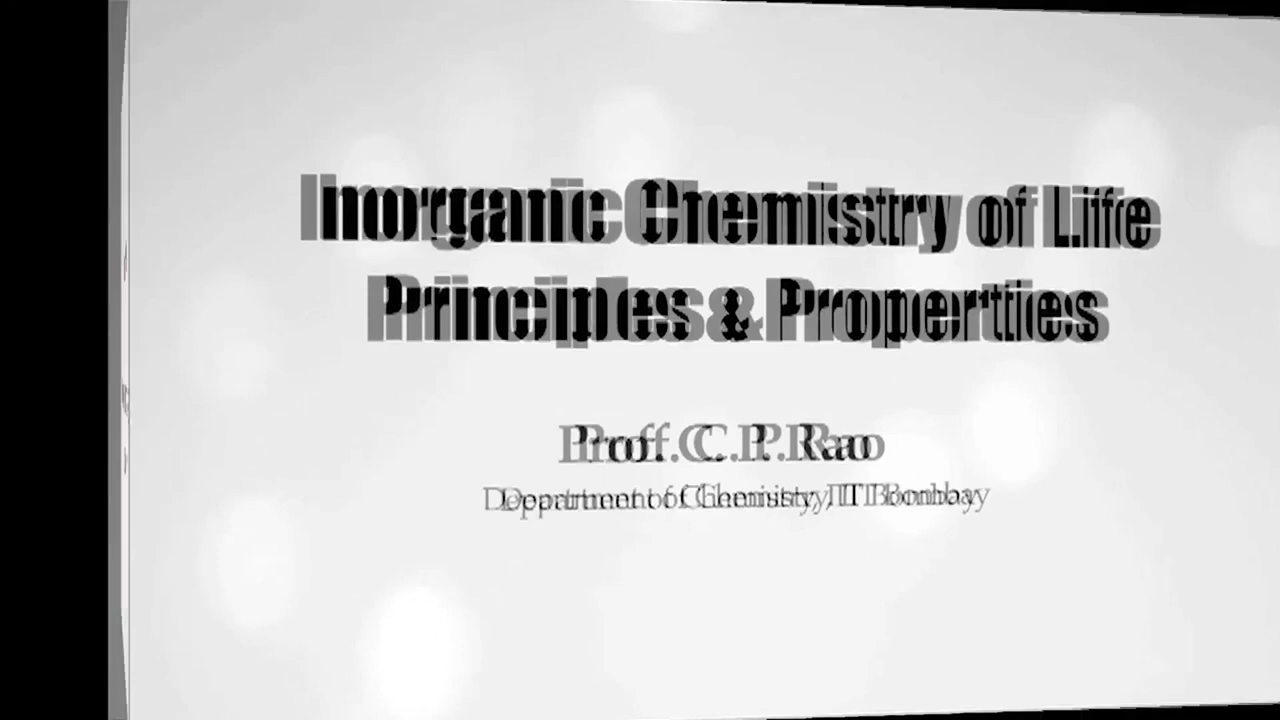 Inorganic Chemistry of Life
Principles & Properties
Prof. C. P. Rao
Department of Chemistry, IIT Bombay